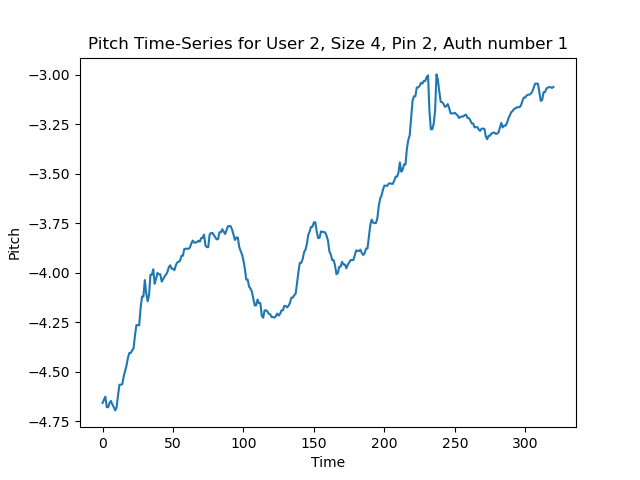 Pitch Time-Series for User 2, Size 4, Pin 2, Auth number 1
−3.00
−3.25
−3.50
−3.75
−4.00
−4.25
−4.50
−4.75
Pitch
0 50 100 150 200 250 300
Time